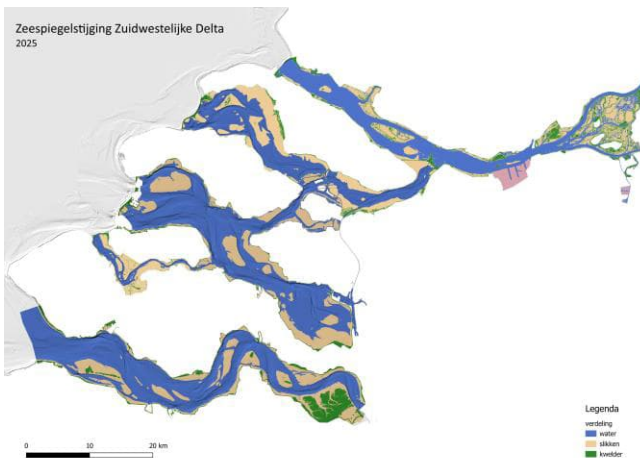 Zeespiegelstijging Zuidwestelijke Delta
2025
Legenda
verdeling
water
slikken
kwelder
0 10 20 km